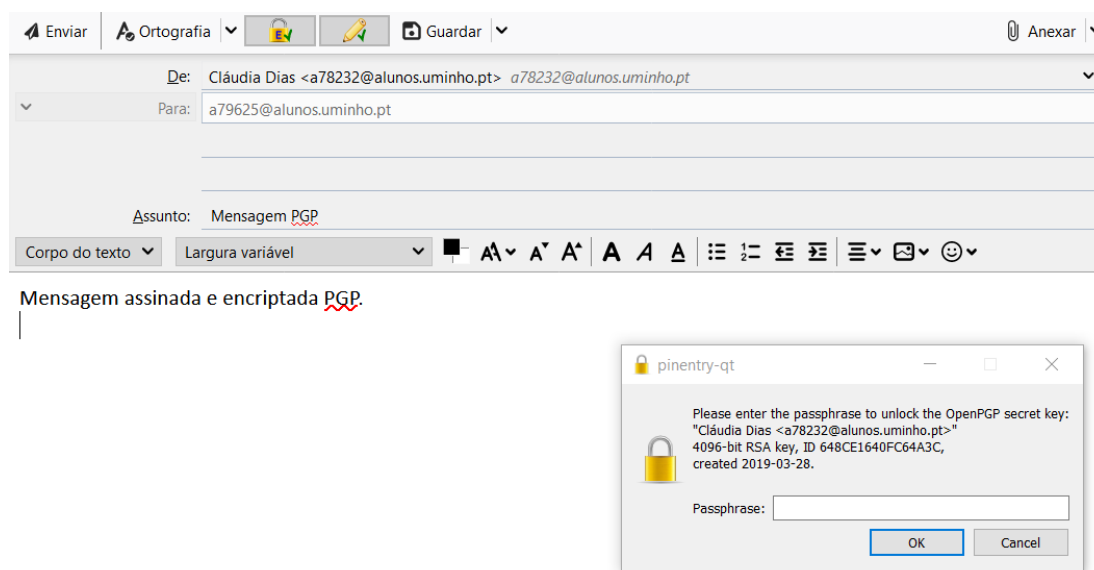 Enviar Ortografia Guardar Anexar
De: Cláudia Dias <a78232@alunos.uminho.pt> a78232@alunos.uminho.pt
Para: a79625@alunos.uminho.pt
Assunto: Mensagem PGP
Corpo do texto Largura variável
Mensagem assinada e encriptada PGP.
pinentry-qt
Please enter the passphrase to unlock the OpenPGP secret key:
"Cláudia Dias <a78232@alunos.uminho.pt>"
4096-bit RSA key, ID 648CE1640FC64A3C,
created 2019-03-28.
Passphrase:
OK Cancel